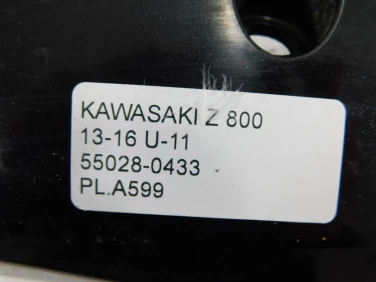 KAWASAKI Z 800
13-16 U-11
55028-0433
PL.A599